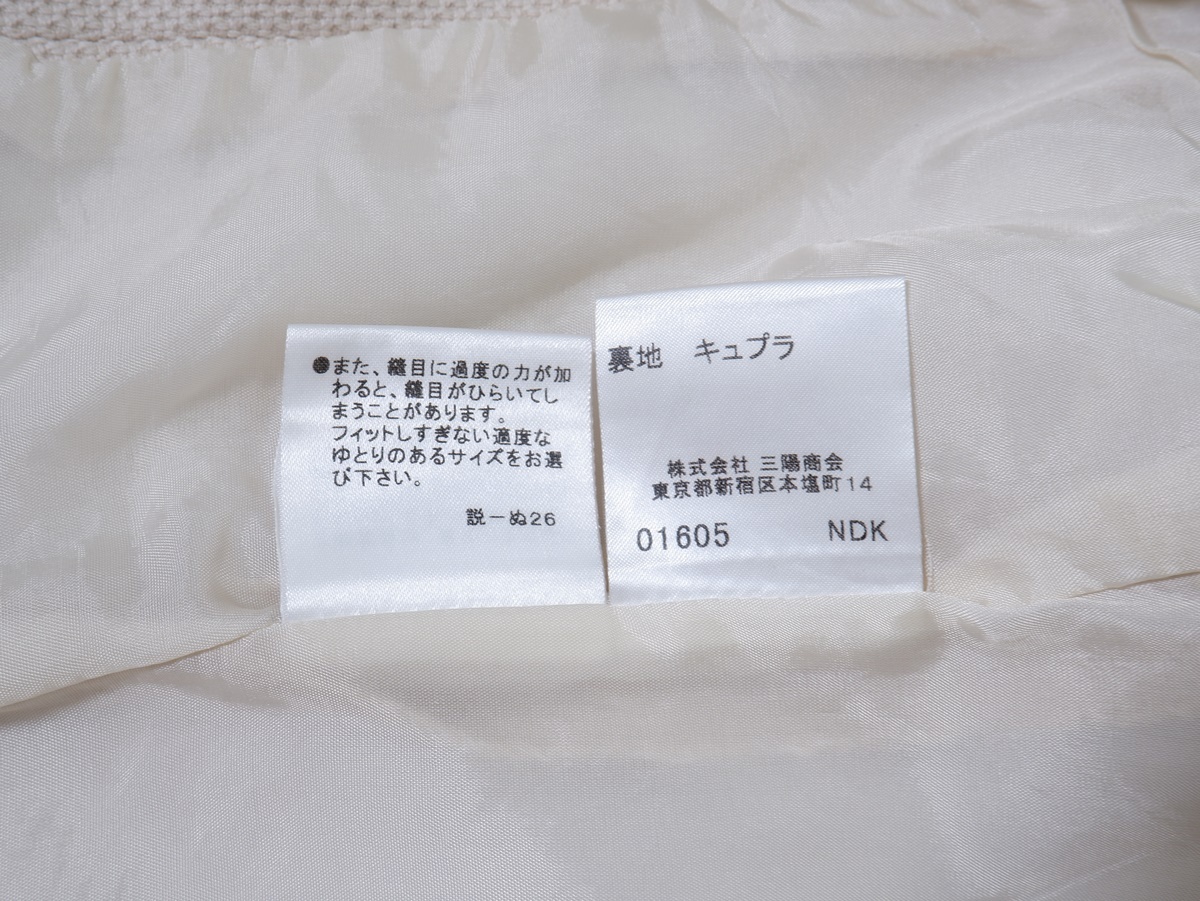 ●また、縫目に過度の力が加
わると、縫目がひらいてし
まうことがあります。
フィットしすぎない適度な
ゆとりのあるサイズをお選
び下さい。
説－ぬ26
裏地 キュプラ
株式会社 三陽商会
東京都新宿区本塩町14
01605 NDK